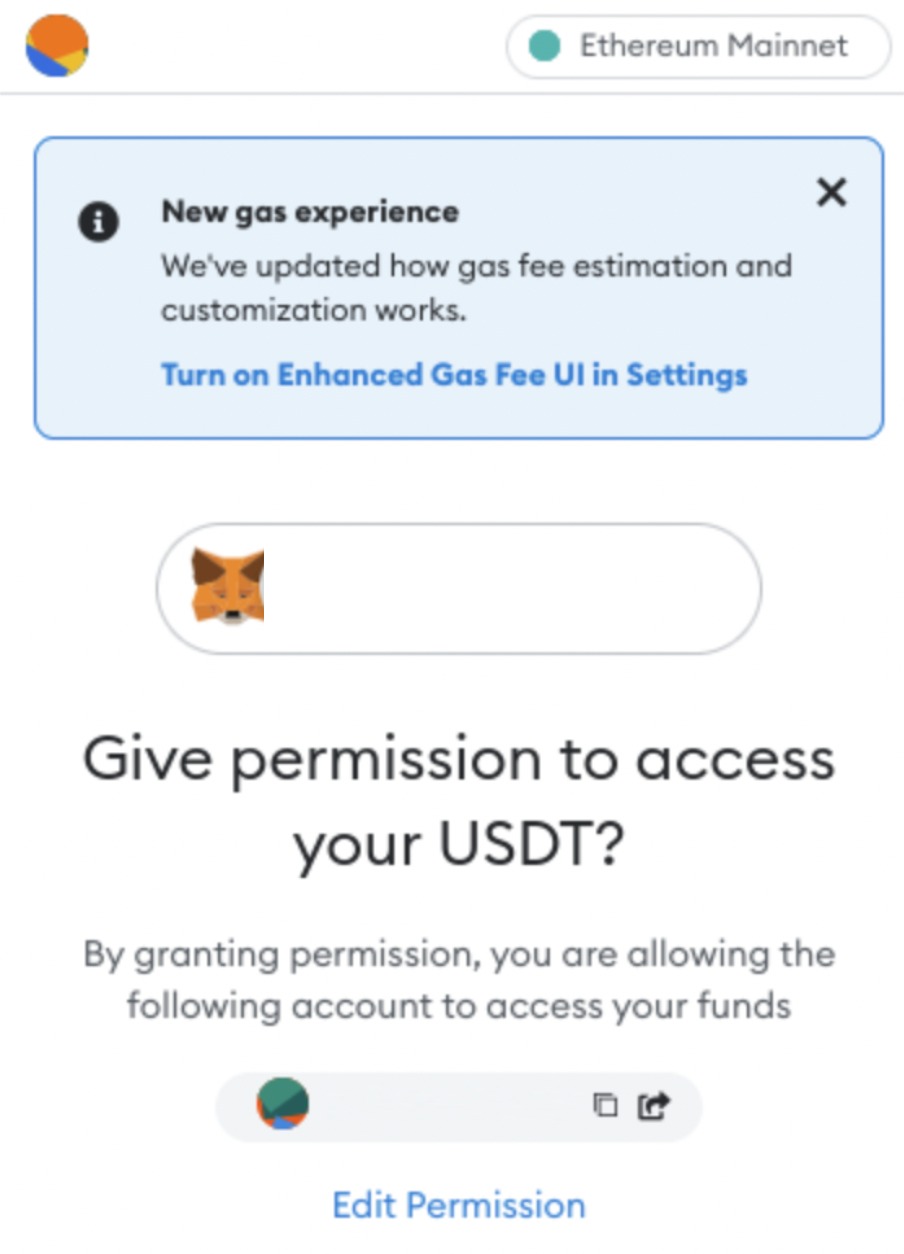 Ethereum Mainnet
New gas experience
We've updated how gas fee estimation and
customization works.
Turn on Enhanced Gas Fee UI in Settings
Give permission to access
your USDT?
By granting permission, you are allowing the
following account to access your funds
Edit Permission